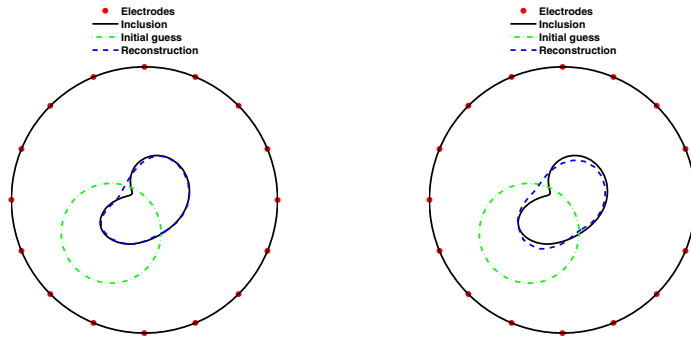 Electrodes
Inclusion
Initial guess
Reconstruction
Electrodes
Inclusion
Initial guess
Reconstruction